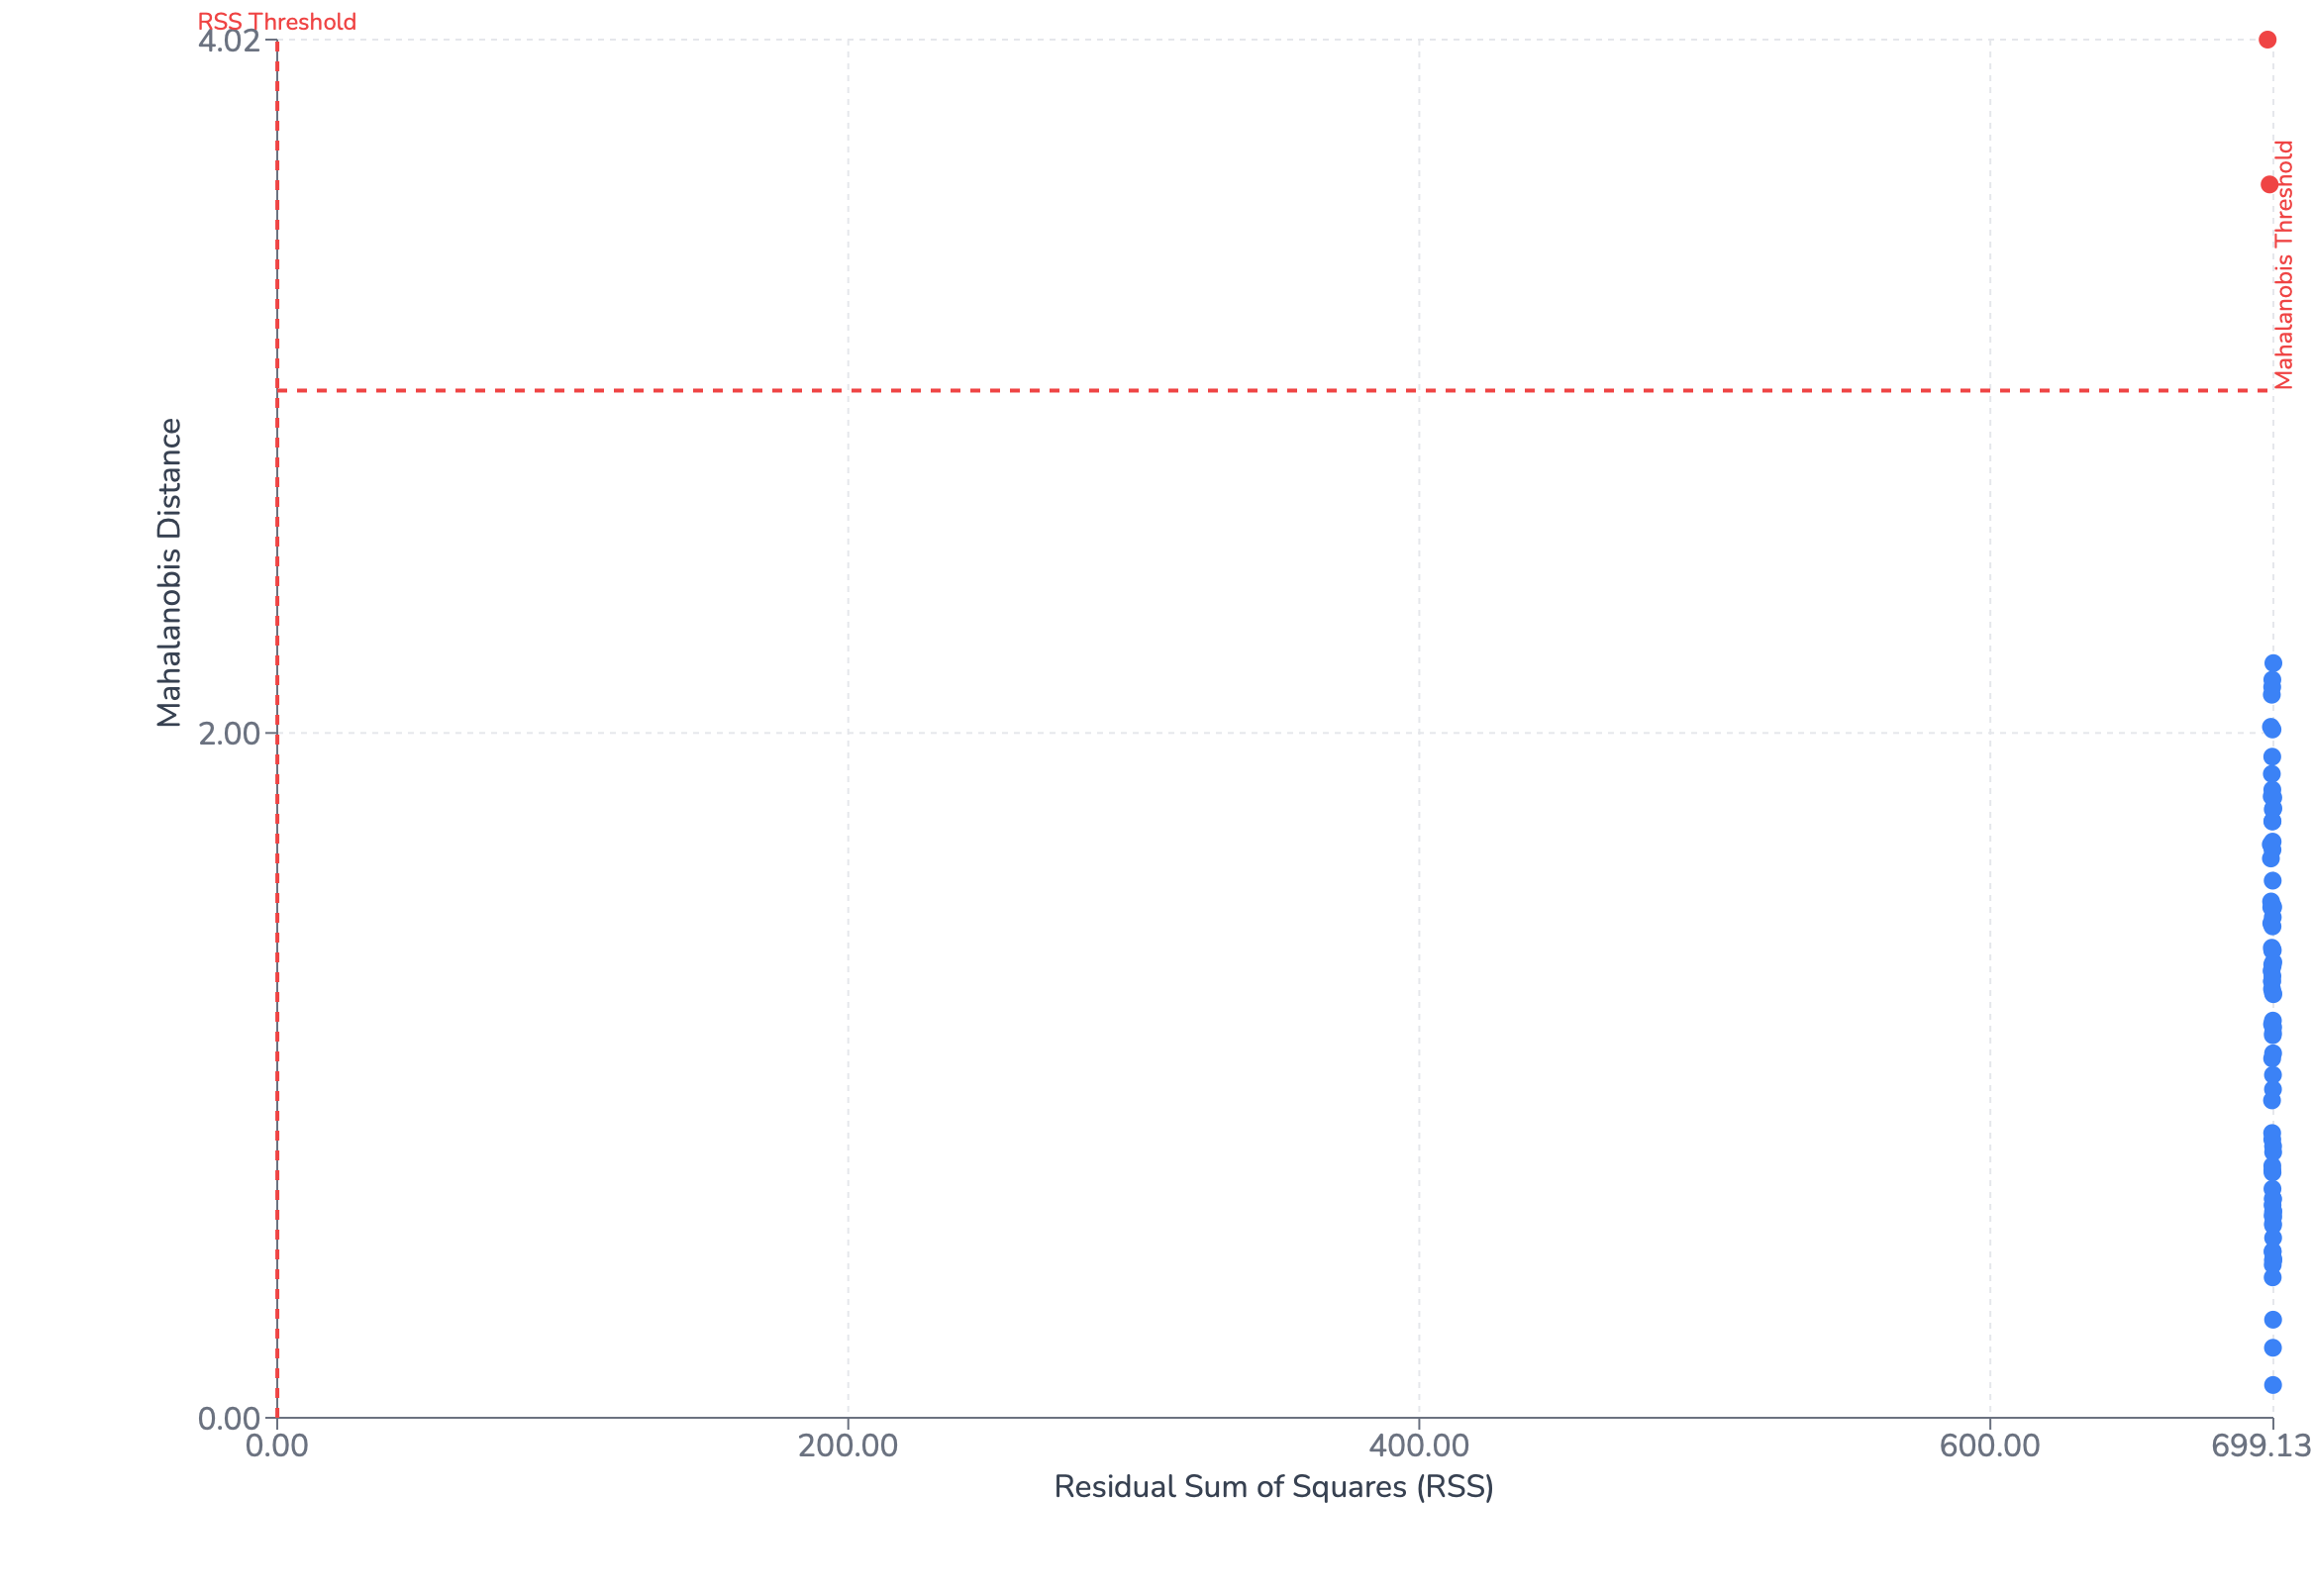 RSS Threshold
4.02
Mahalanobis Threshold
Mahalanobis Distance
2.00
0.00
0.00 200.00 400.00 600.00 699.13
Residual Sum of Squares (RSS)